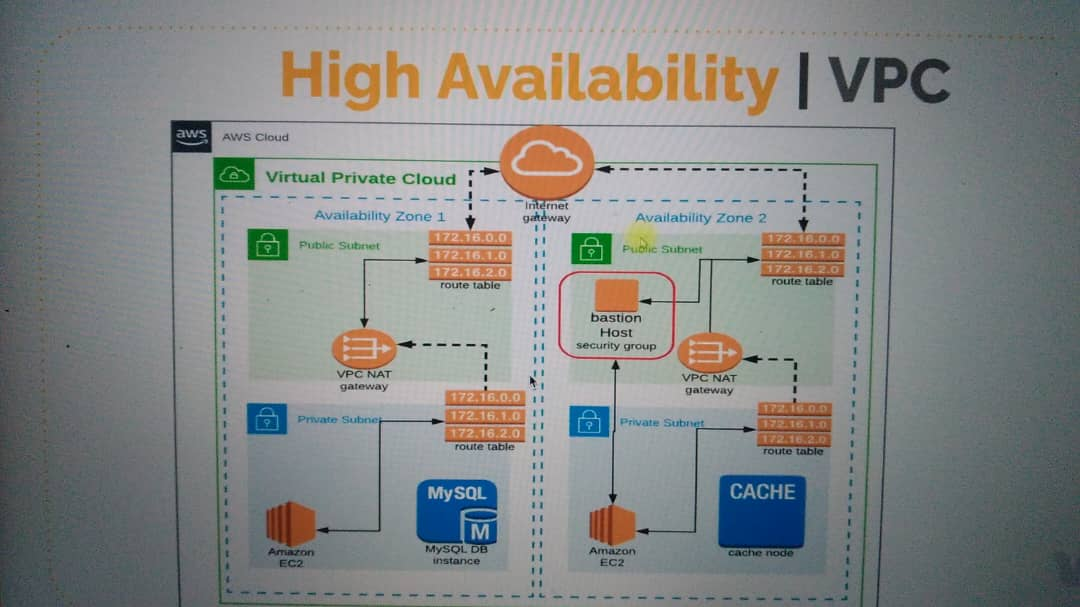 High Availability | VPC
aws
AWS Cloud
Virtual Private Cloud
Internet
gateway
Availability Zone 1
Public Subnet
172.16.0.0
172.16.1.0
172.16.2.0
route table
VPC NAT
gateway
Private Subnet
172.16.0.0
172.16.1.0
172.16.2.0
route table
Amazon
EC2
MySQL
M
MySQL DB
instance
Availability Zone 2
Public Subnet
172.16.0.0
172.16.1.0
172.16.2.0
route table
bastion
Host
security group
VPC NAT
gateway
Private Subnet
172.16.0.0
172.16.1.0
172.16.2.0
route table
Amazon
EC2
CACHE
cache node